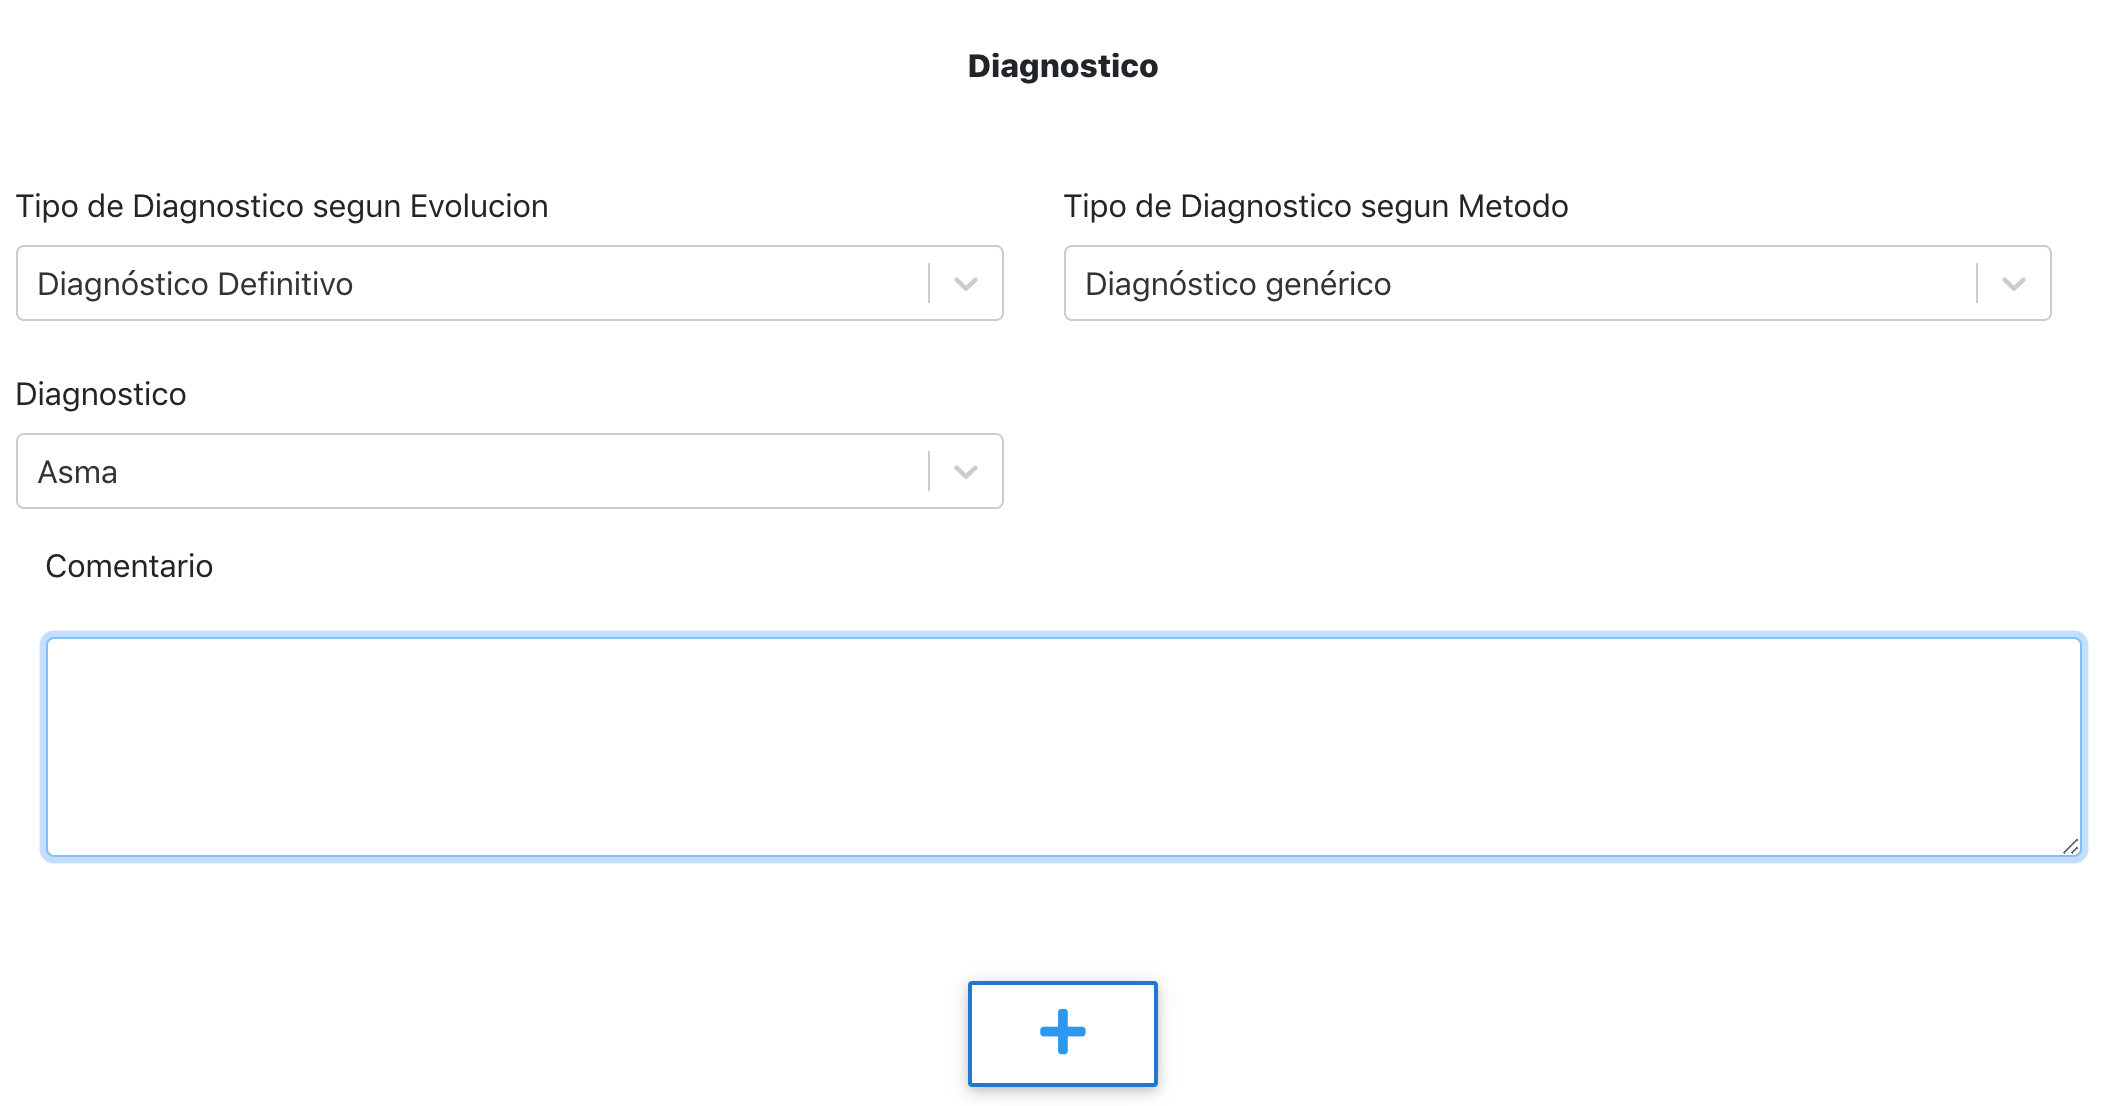 Diagnostico
Tipo de Diagnostico segun Evolucion
Tipo de Diagnostico segun Metodo
Diagnóstico Definitivo
Diagnóstico genérico
Diagnostico
Asma
Comentario